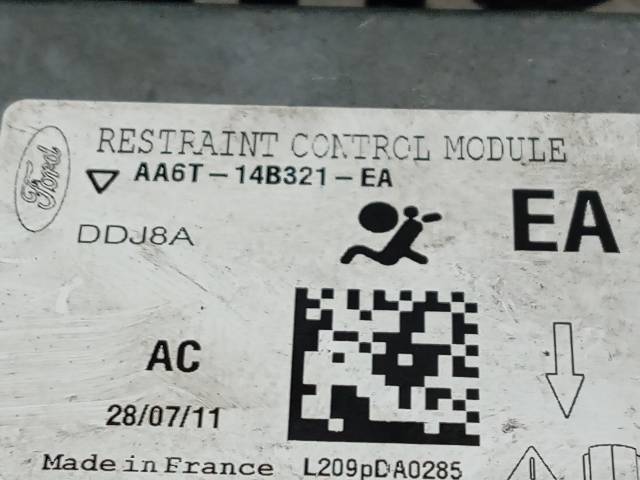 RESTRAINT CONTROL MODULE
Ford
AA6T-14B321-EA
EA
DDJ8A
AC
28/07/11
Made in France
L209pDA0285